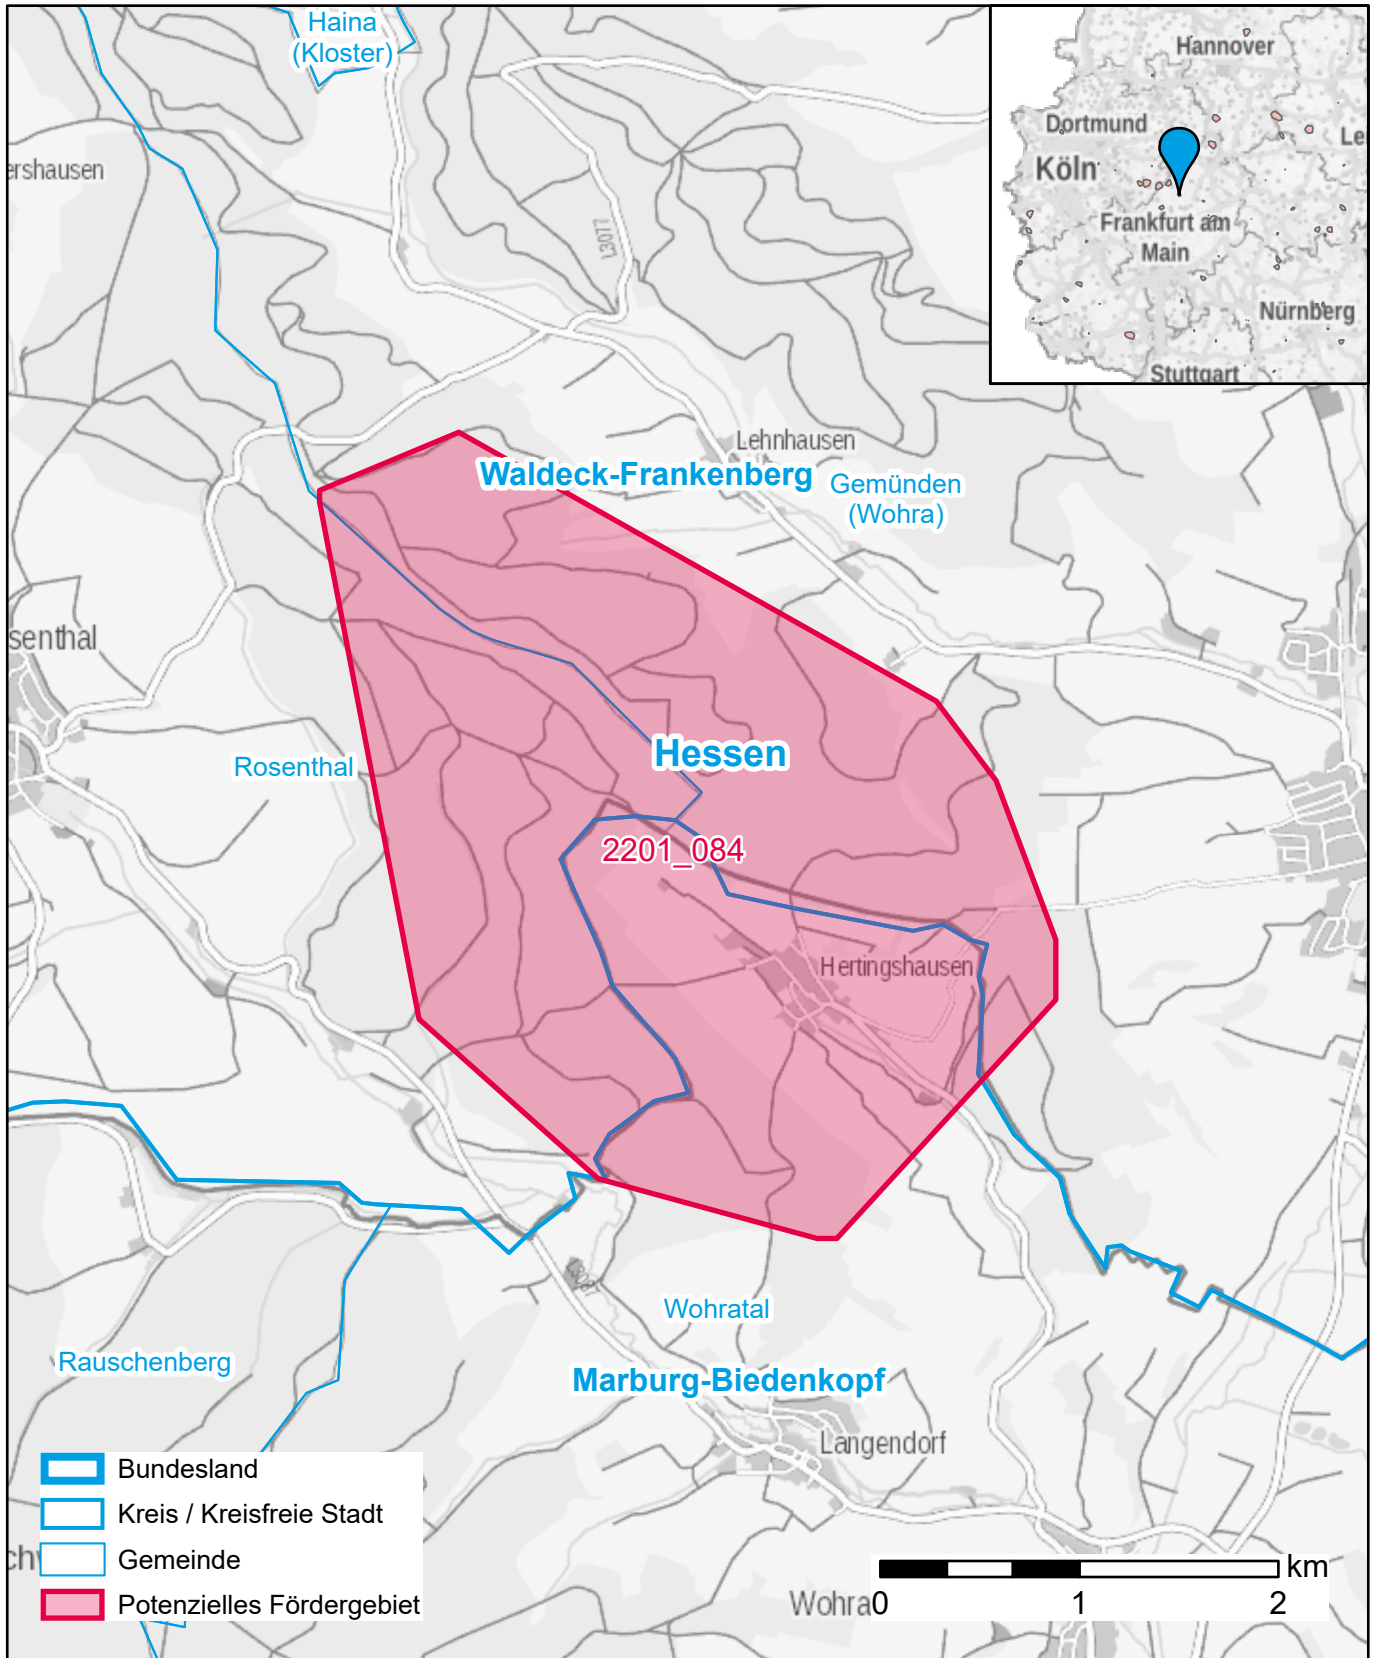 Haina
(Kloster)
Hannover
Dortmund
Le
Köln
Frankfurt am
Main
Nürnberg
Stuttgart
ershausen
L3077
Lehnhausen
Waldeck-Frankenberg
Gemünden
(Wohra)
senthal
Rosenthal
Hessen
2201_084
Hertingshausen
Wohratal
Rauschenberg
Marburg-Biedenkopf
Langendorf
Bundesland
Kreis / Kreisfreie Stadt
Gemeinde
Potenzielles Fördergebiet
ch
Wohra
km
0 1 2